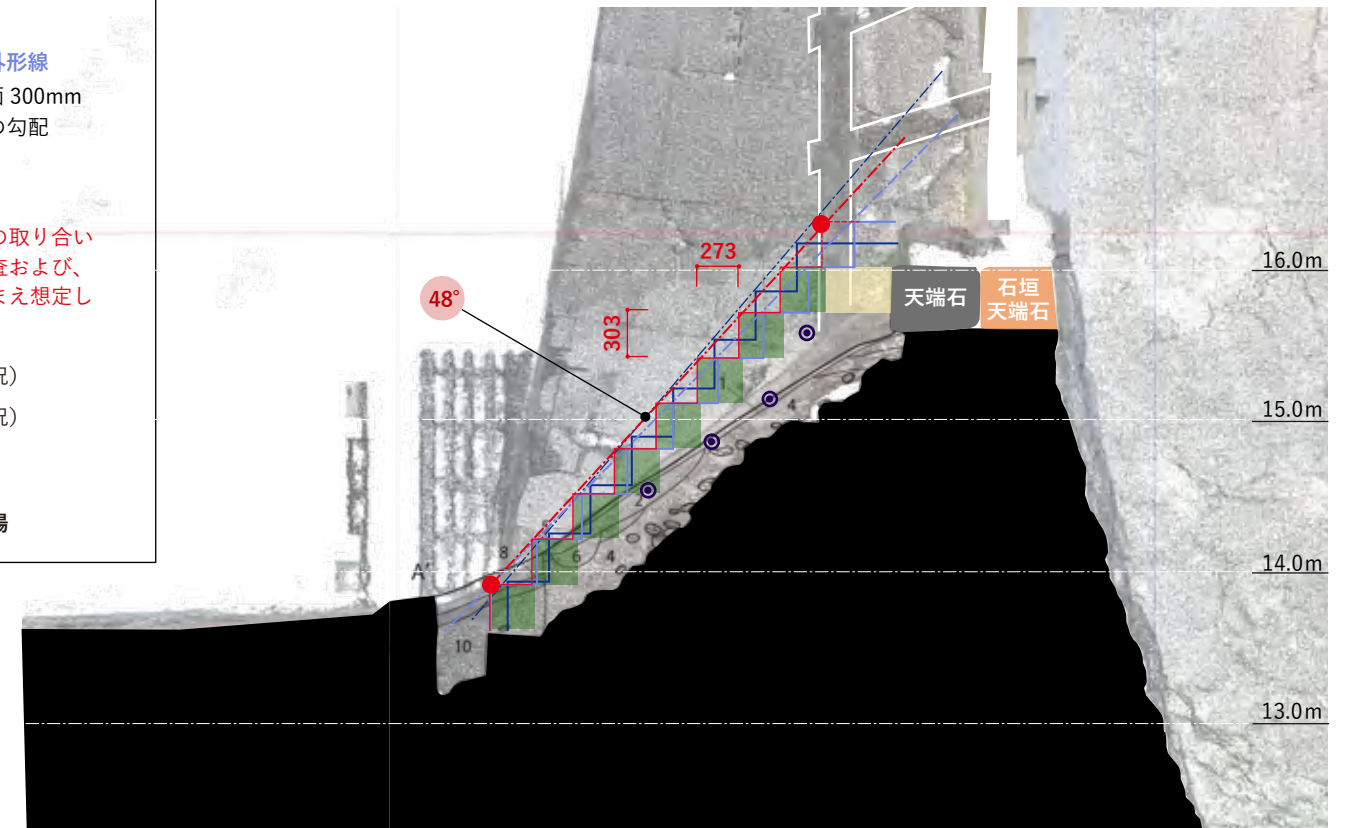 外形線
面 300mm
の勾配
の取り合い
査および、
まえ想定し
況）
況）
場
273
48°
303
16.0m
天端石
石垣
天端石
15.0m
14.0m
13.0m
1
4
2
8
6
4
A'
10